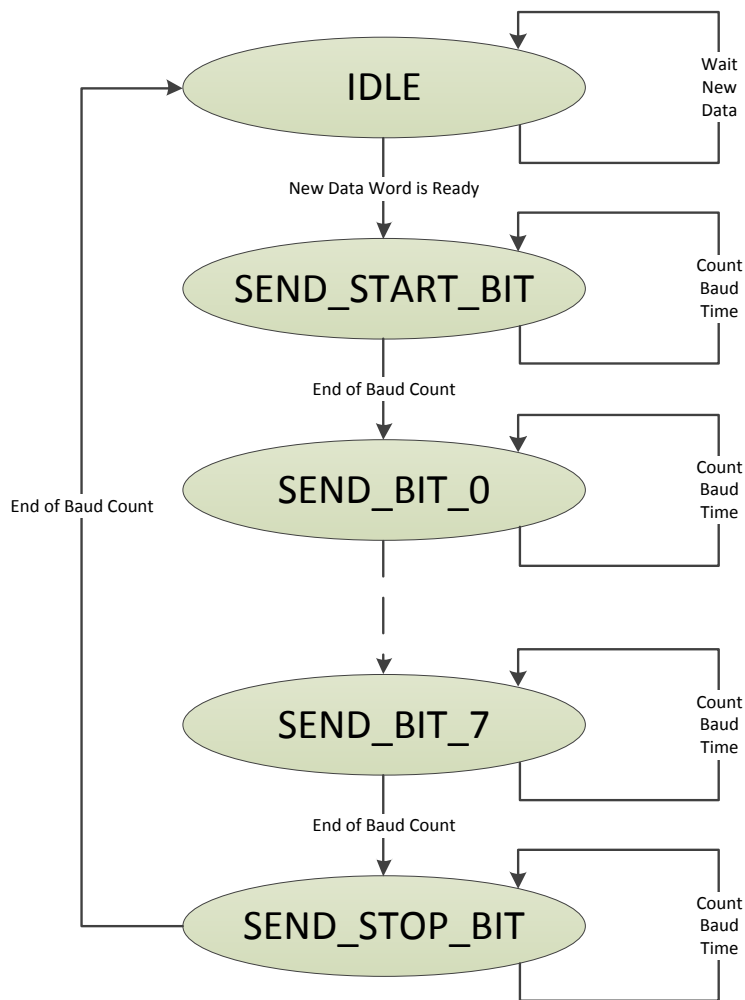 IDLE
Wait
New
Data
New Data Word is Ready
SEND_START_BIT
Count
Baud
Time
End of Baud Count
SEND_BIT_0
Count
Baud
Time
End of Baud Count
SEND_BIT_7
Count
Baud
Time
End of Baud Count
SEND_STOP_BIT
Count
Baud
Time